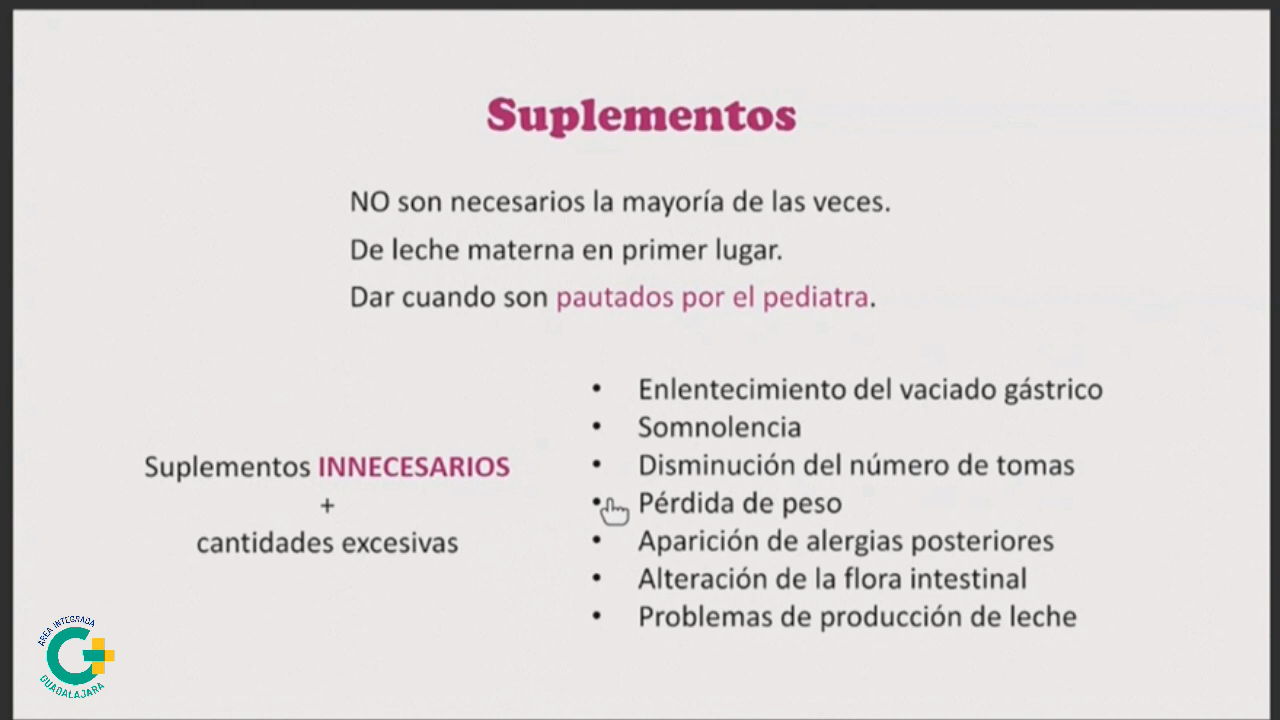 Suplementos
NO son necesarios la mayoría de las veces.
De leche materna en primer lugar.
Dar cuando son pautados por el pediatra.
Suplementos INNECESARIOS
+
cantidades excesivas
• Enlentecimiento del vaciado gástrico
• Somnolencia
• Disminución del número de tomas
• Pérdida de peso
• Aparición de alergias posteriores
• Alteración de la flora intestinal
• Problemas de producción de leche
ÁREA INTEGRADA
GUADALAJARA